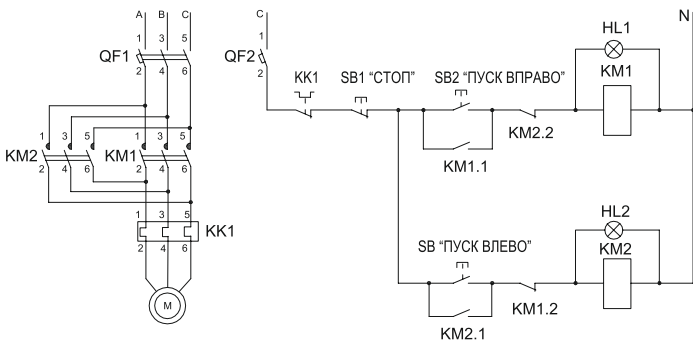 A B C
1 3 5
QF1
2 4 6
1 3 5
KM2
2 4 6
1 3 5
KM1
2 4 6
1 3 5
KK1
2 4 6
M
C
1
QF2
2
KK1
SB1 “СТОП”
SB2 “ПУСК ВПРАВО”
KM1.1
KM2.2
HL1
KM1
N
SB “ПУСК ВЛЕВО”
KM2.1
KM1.2
HL2
KM2